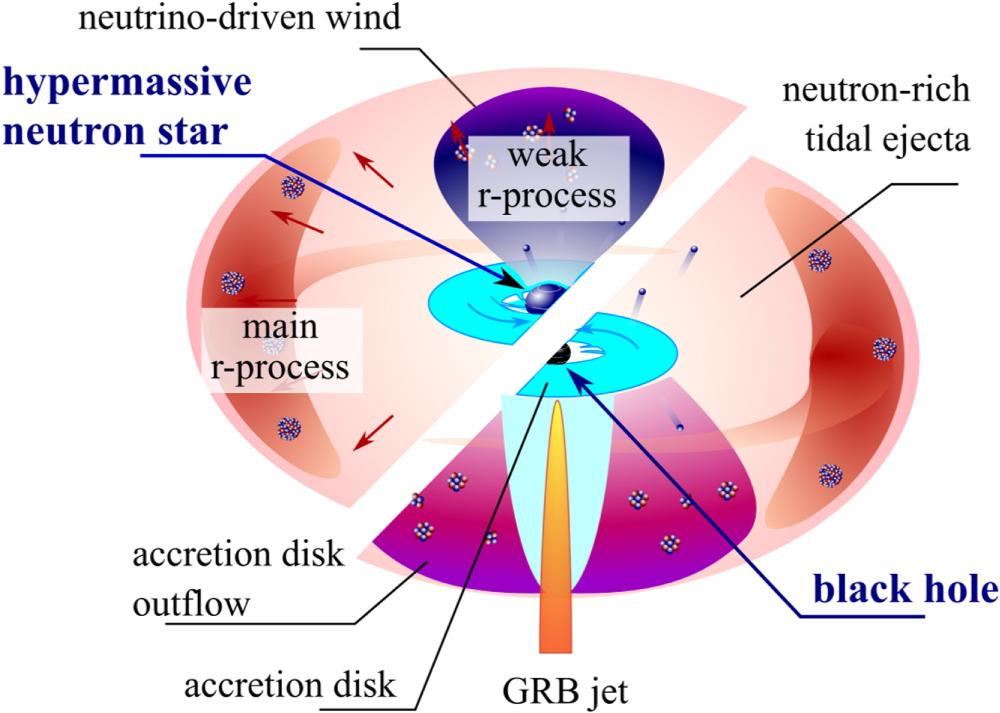 neutrino-driven wind
hypermassive
neutron star
neutron-rich
tidal ejecta
weak
r-process
main
r-process
accretion disk
outflow
black hole
accretion disk
GRB jet